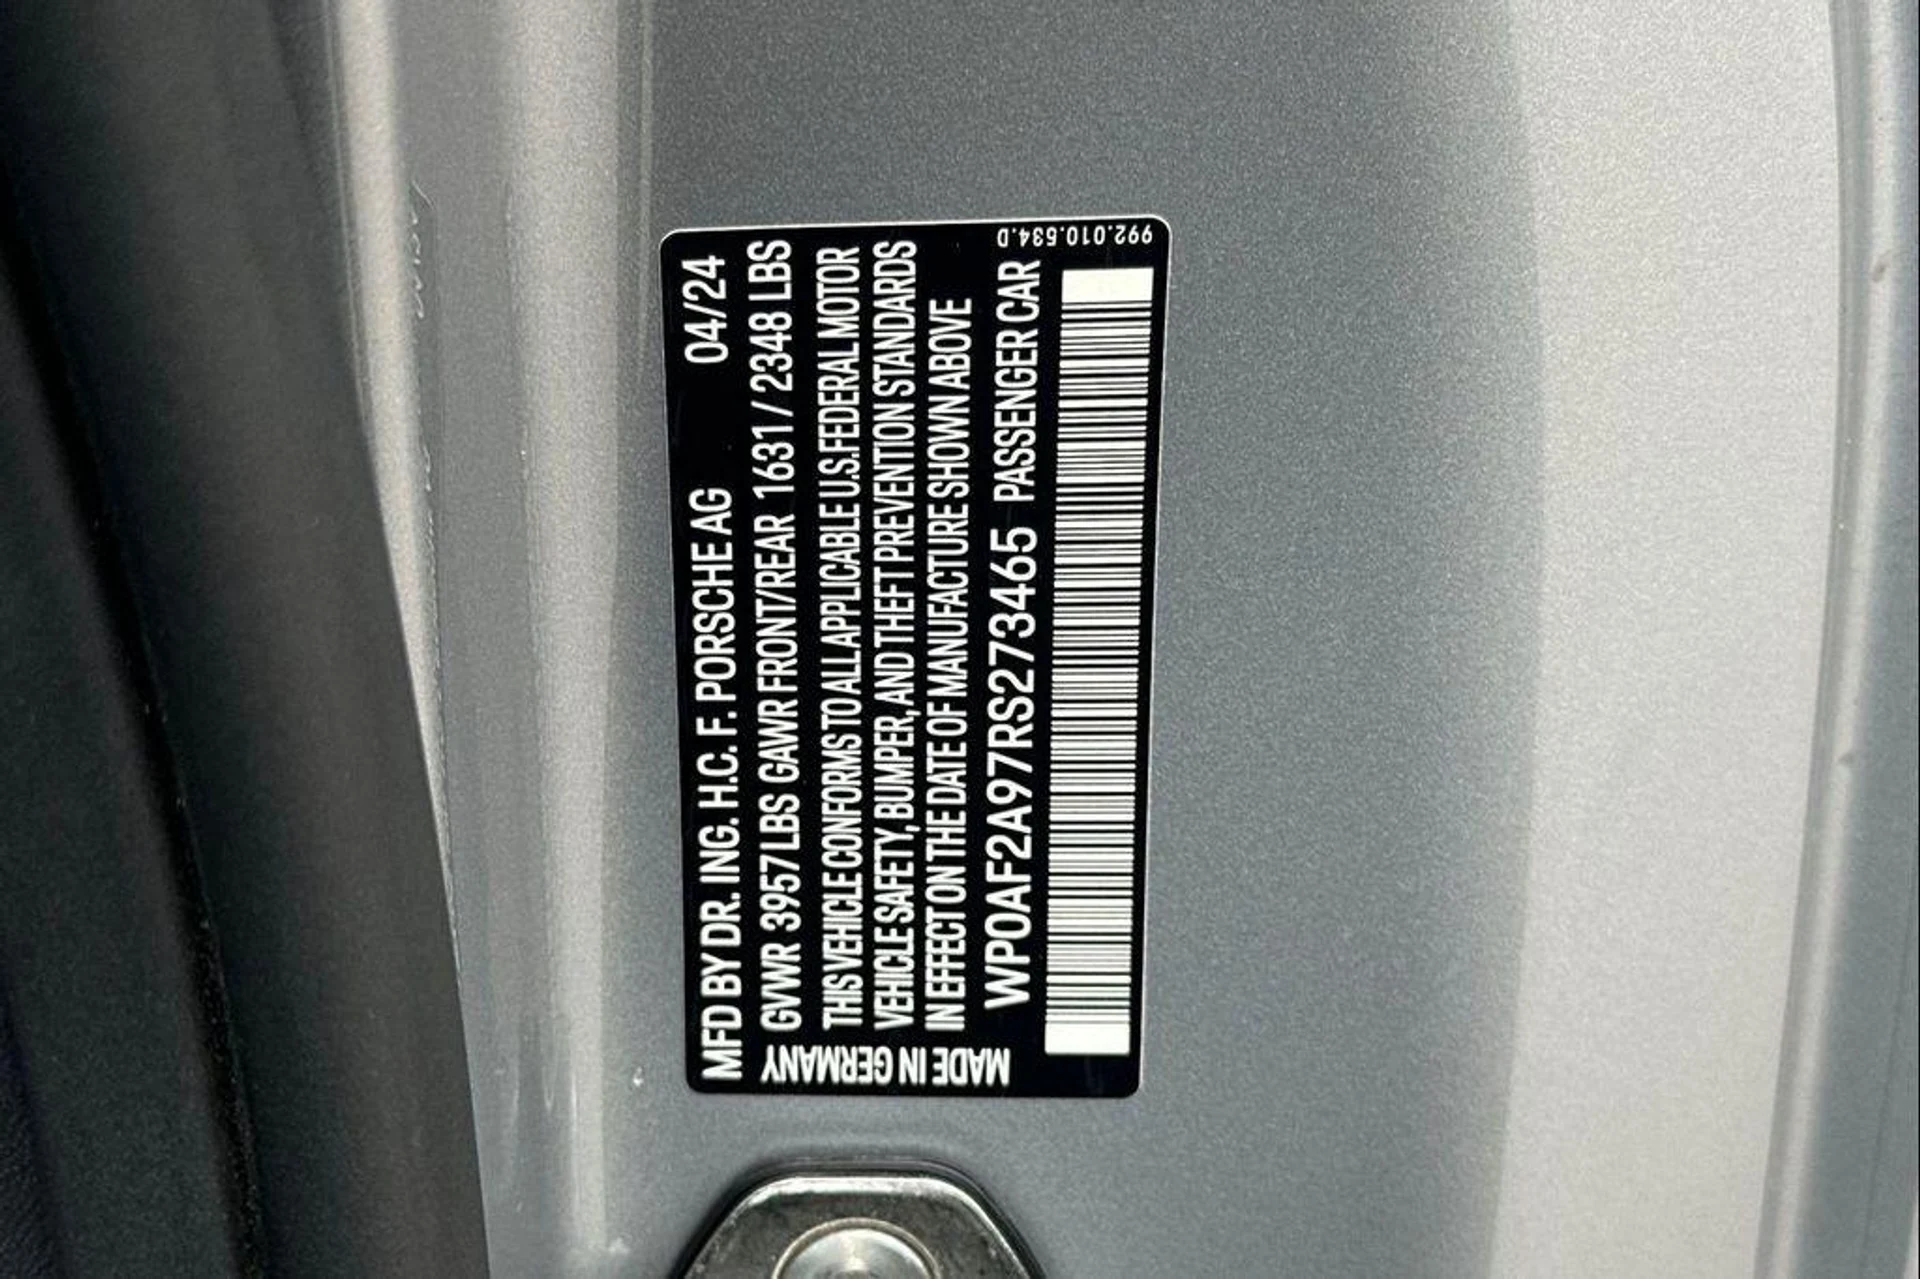 MFD BY DR. ING. H.C. F. PORSCHE AG 04/24
GVWR 3957 LBS GAWR FRONT/REAR 1631 / 2348 LBS
THIS VEHICLE CONFORMS TO ALL APPLICABLE U.S. FEDERAL MOTOR
VEHICLE SAFETY, BUMPER, AND THEFT PREVENTION STANDARDS
IN EFFECT ON THE DATE OF MANUFACTURE SHOWN ABOVE
WP0AF2A97RS273465 PASSENGER CAR
MADE IN GERMANY
992.010.534.D